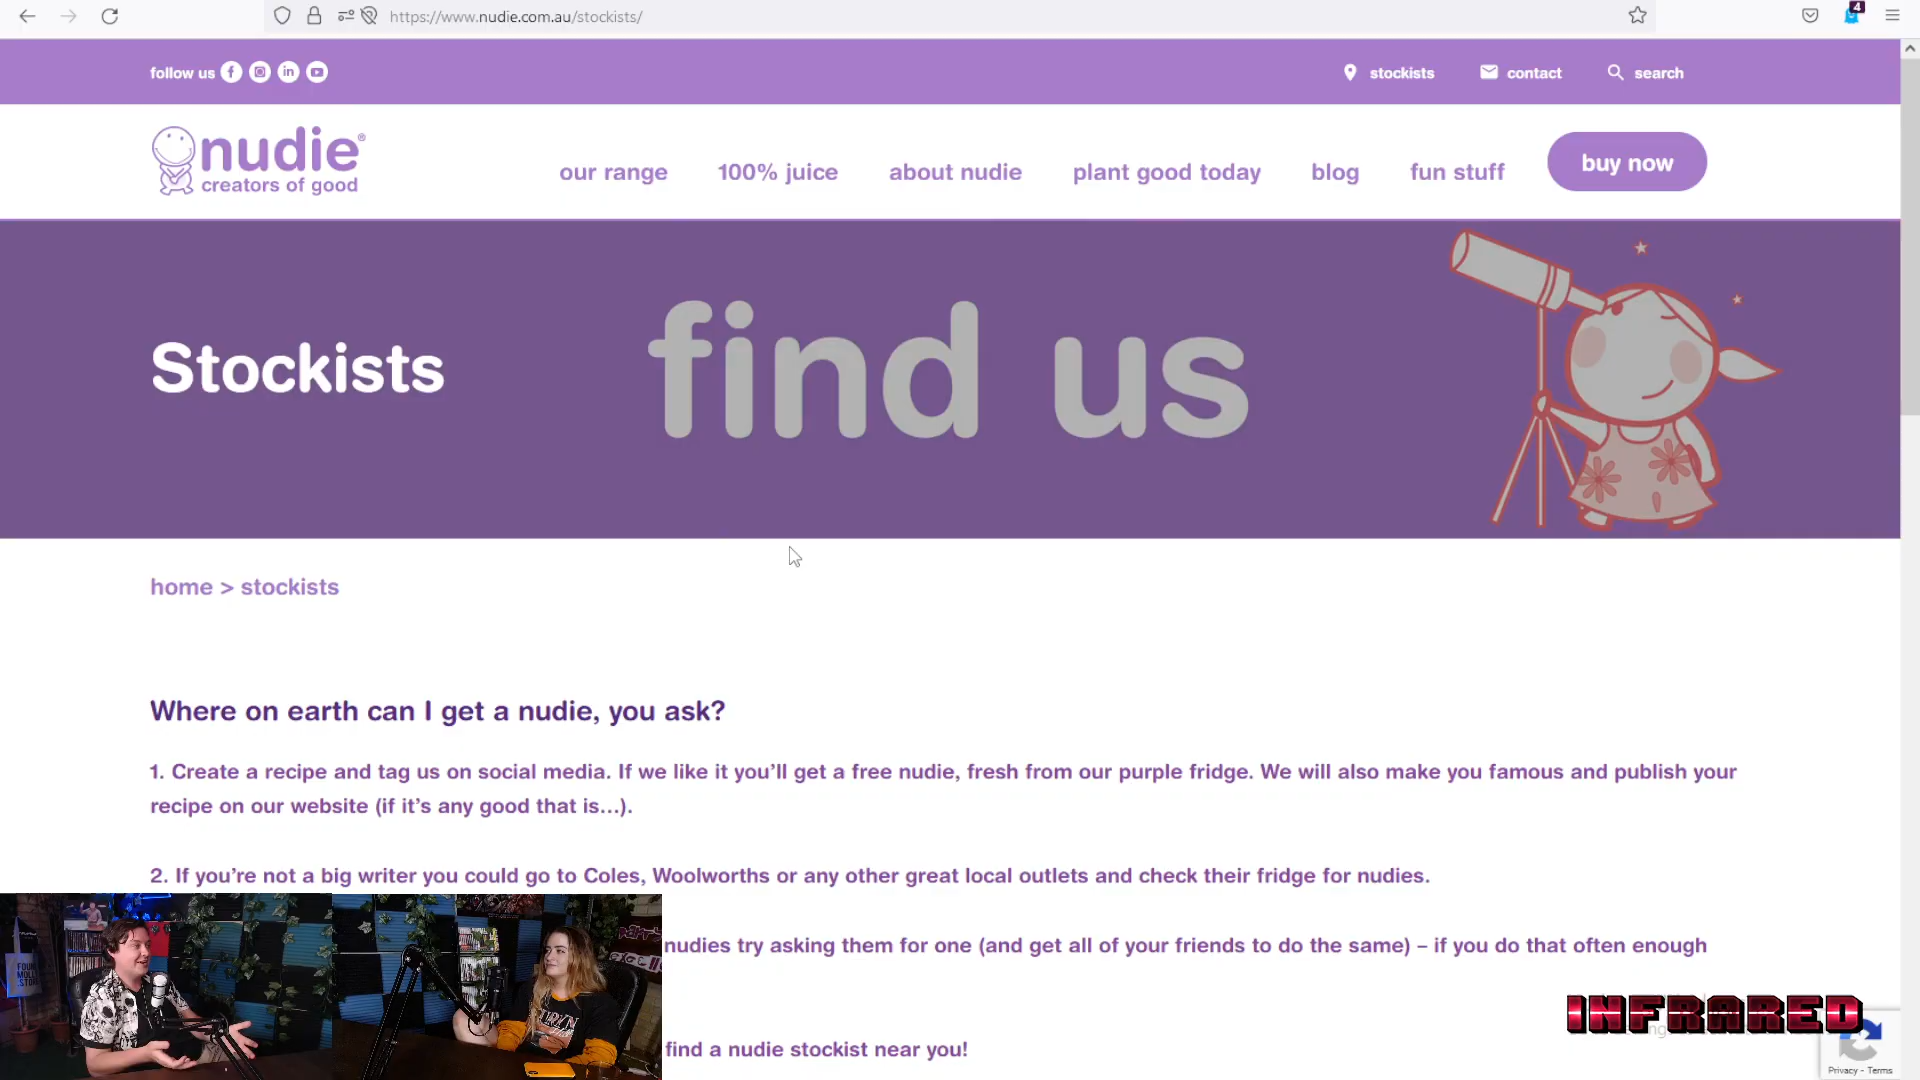 https://www.nudie.com.au/stockists/
4
follow us
stockists
contact
search
nudie®
creators of good
our range
100% juice
about nudie
plant good today
blog
fun stuff
buy now
Stockists
find us
home > stockists
Where on earth can I get a nudie, you ask?
1. Create a recipe and tag us on social media. If we like it you’ll get a free nudie, fresh from our purple fridge. We will also make you famous and publish your
recipe on our website (if it’s any good that is…).
2. If you’re not a big writer you could go to Coles, Woolworths or any other great local outlets and check their fridge for nudies.
nudies try asking them for one (and get all of your friends to do the same) – if you do that often enough
find a nudie stockist near you!
INFRARED
Privacy - Terms